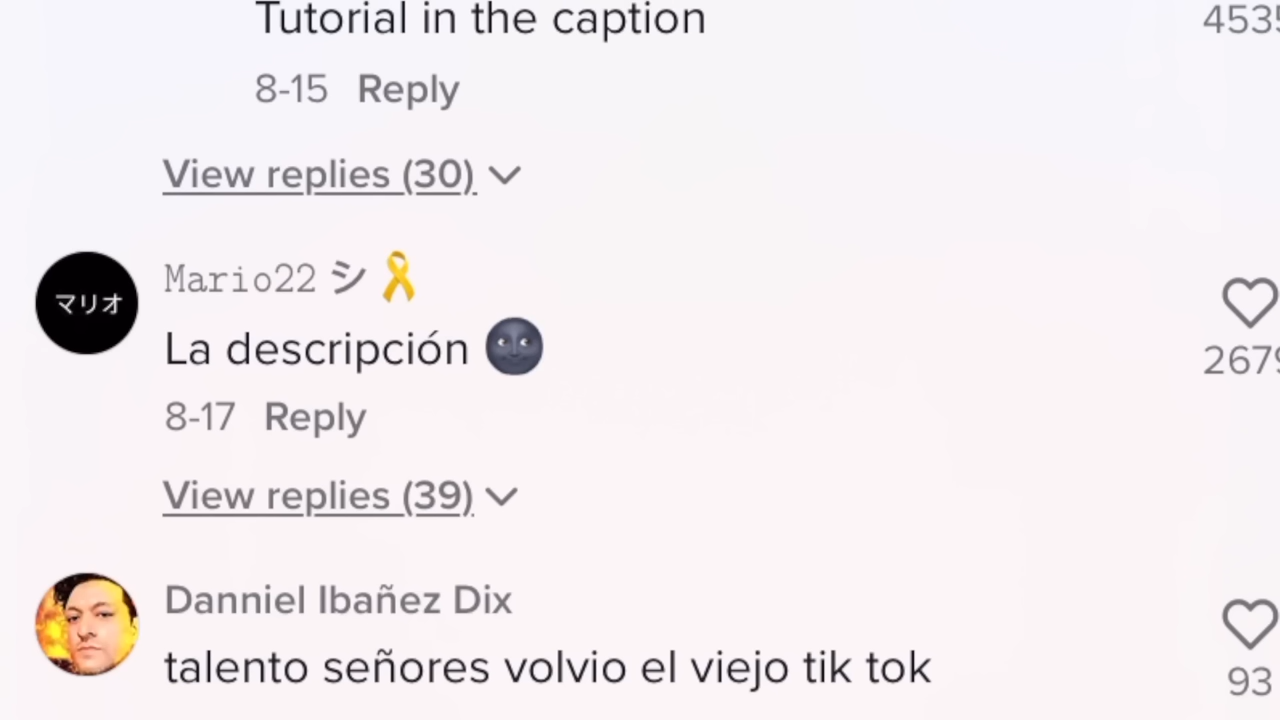 Tutorial in the caption
4535
8-15 Reply
View replies (30)
Mario22 シ🎗
マリオ
La descripción 🌚
2679
8-17 Reply
View replies (39)
Danniel Ibañez Dix
talento señores volvio el viejo tik tok
93